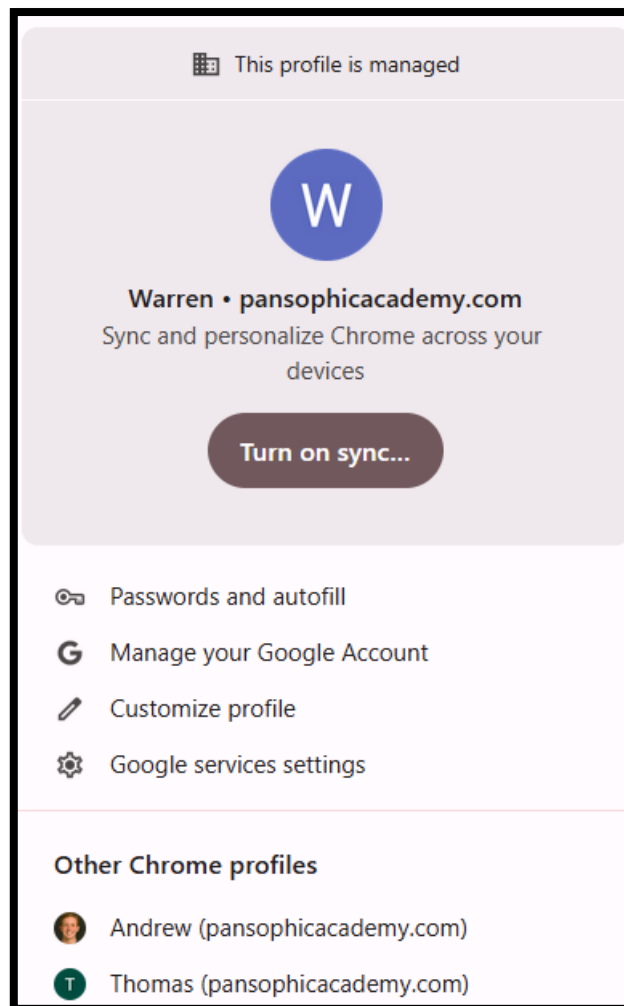 This profile is managed
W
Warren • pansophicacademy.com
Sync and personalize Chrome across your
devices
Turn on sync...
Passwords and autofill
G Manage your Google Account
Customize profile
Google services settings
Other Chrome profiles
Andrew (pansophicacademy.com)
T Thomas (pansophicacademy.com)